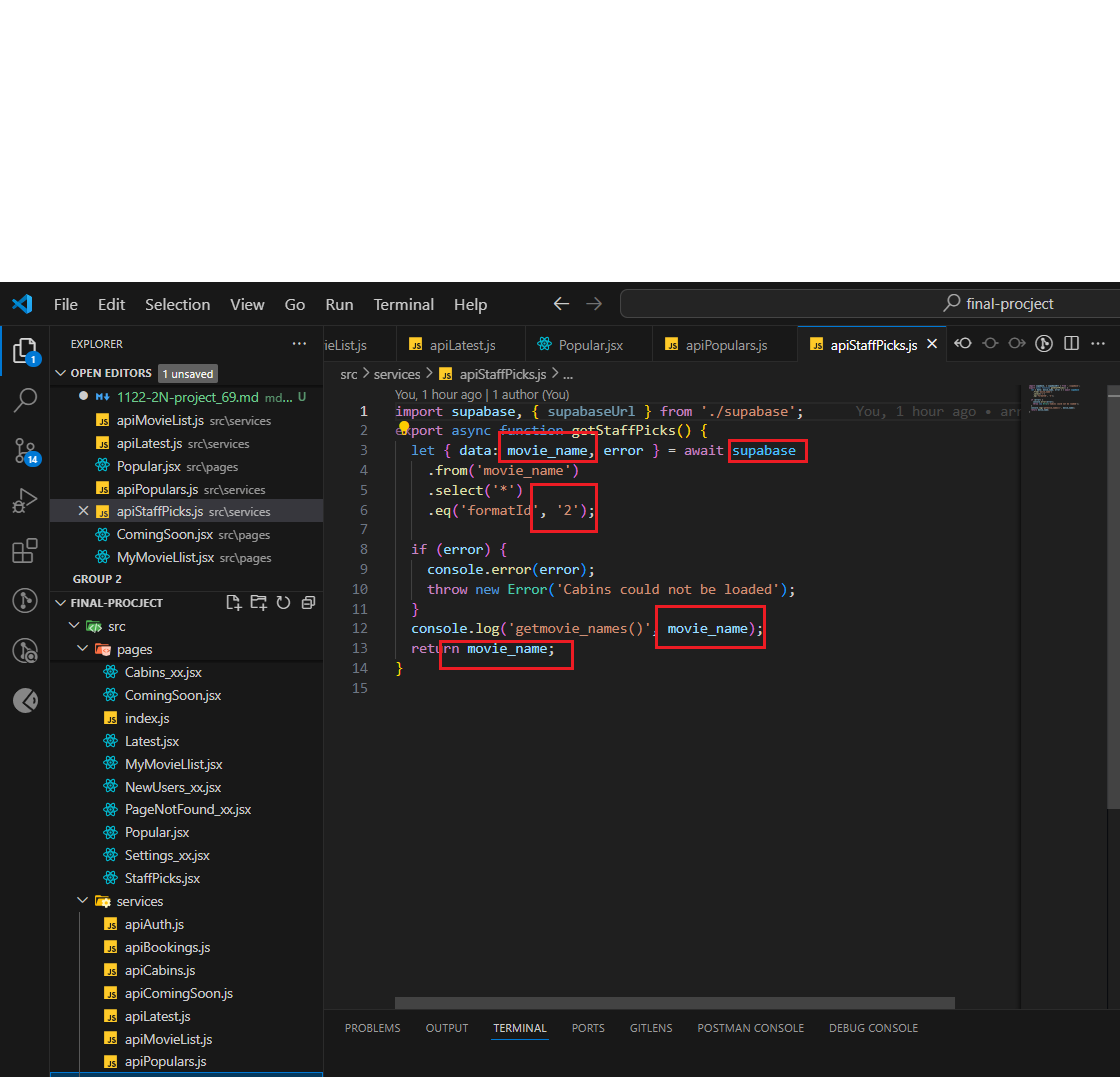 File Edit Selection View Go Run Terminal Help final-procject
EXPLORER
ieList.js apiLatest.js Popular.jsx apiPopulars.js apiStaffPicks.js
OPEN EDITORS 1 unsaved
1122-2N-project_69.md md... U
apiMovieList.js src\services
apiLatest.js src\services
Popular.jsx src\pages
apiPopulars.js src\services
apiStaffPicks.js src\services
ComingSoon.jsx src\pages
MyMovieLlist.jsx src\pages
GROUP 2
FINAL-PROCJECT
src
pages
Cabins_xx.jsx
ComingSoon.jsx
index.js
Latest.jsx
MyMovieLlist.jsx
NewUsers_xx.jsx
PageNotFound_xx.jsx
Popular.jsx
Settings_xx.jsx
StaffPicks.jsx
services
apiAuth.js
apiBookings.js
apiCabins.js
apiComingSoon.js
apiLatest.js
apiMovieList.js
apiPopulars.js
1
14
src > services > apiStaffPicks.js > ...
You, 1 hour ago | 1 author (You)
1 import supabase, { supabaseUrl } from './supabase'; You, 1 hour ago • arr
2 export async function getStaffPicks() {
3 let { data: movie_name, error } = await supabase
4 .from('movie_name')
5 .select('*')
6 .eq('formatId', '2');
7
8 if (error) {
9 console.error(error);
10 throw new Error('Cabins could not be loaded');
11 }
12 console.log('getmovie_names()', movie_name);
13 return movie_name;
14 }
15
PROBLEMS OUTPUT TERMINAL PORTS GITLENS POSTMAN CONSOLE DEBUG CONSOLE